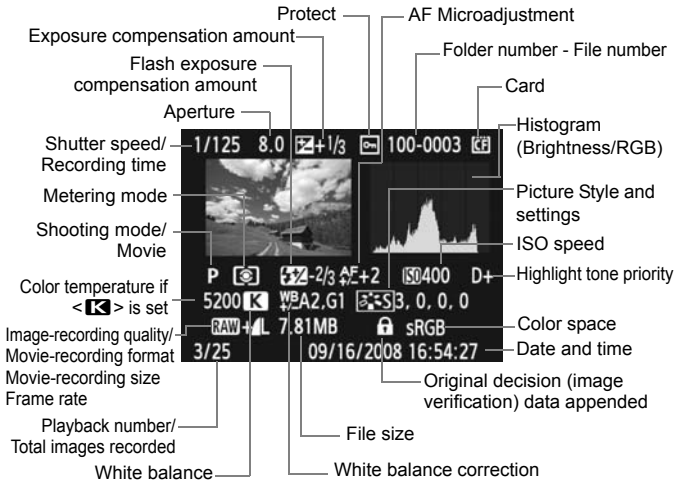 Protect
AF Microadjustment
Exposure compensation amount
Folder number - File number
Flash exposure
compensation amount
Card
Aperture
Histogram
(Brightness/RGB)
Shutter speed/
Recording time
Metering mode
Picture Style and
settings
Shooting mode/
Movie
ISO speed
Highlight tone priority
Color temperature if
< K > is set
Image-recording quality/
Movie-recording format
Movie-recording size
Frame rate
Color space
Date and time
Original decision (image
verification) data appended
Playback number/
Total images recorded
File size
White balance
White balance correction
1/125 8.0 +1/3 100-0003 CF
P -2/3 AF+2 ISO 400 D+
5200 K WB A2,G1 S 3, 0, 0, 0
RAW+L 7.81MB sRGB
3/25 09/16/2008 16:54:27